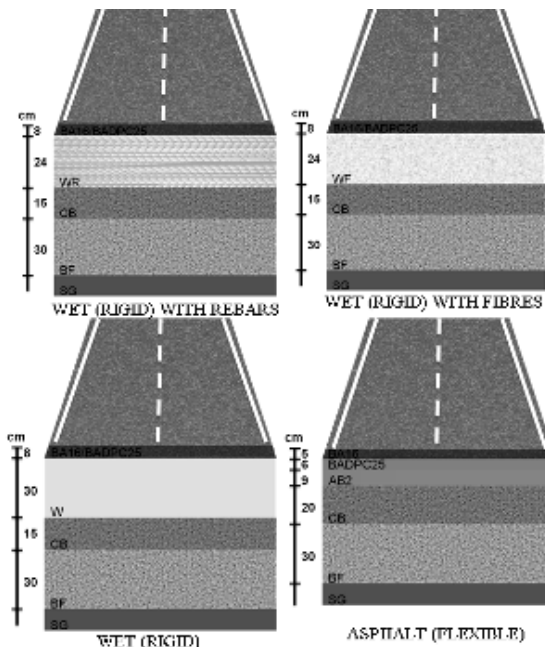 cm
8
BA16/BADPC25
24
WR
15
CB
30
BF
SG
WET (RIGID) WITH REBARS
cm
8
BA16/BADPC25
24
WF
15
CB
30
BF
SG
WET (RIGID) WITH FIBRES
cm
8
BA16/BADPC25
30
W
15
CB
30
BF
SG
WET (RIGID)
cm
5
BA16
6
BADPC25
9
AB2
20
CB
30
BF
SG
ASPHALT (FLEXIBLE)